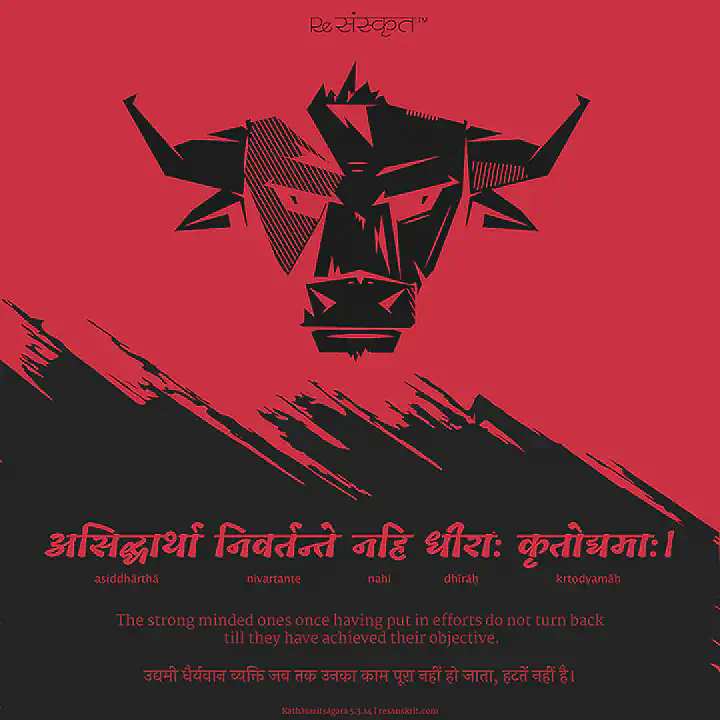 Re संस्कृत™
असिद्धार्था निवर्तन्ते नहि धीराः कृतोद्यमाः।
asiddhārthā nivartante nahi dhīrāḥ kṛtodyamāḥ
The strong minded ones once having put in efforts do not turn back
till they have achieved their objective.
उद्यमी धैर्यवान व्यक्ति जब तक उनका काम पूरा नहीं हो जाता, हटतें नहीं है।
Kathāsaritsāgara 5.3.14 | resanskrit.com